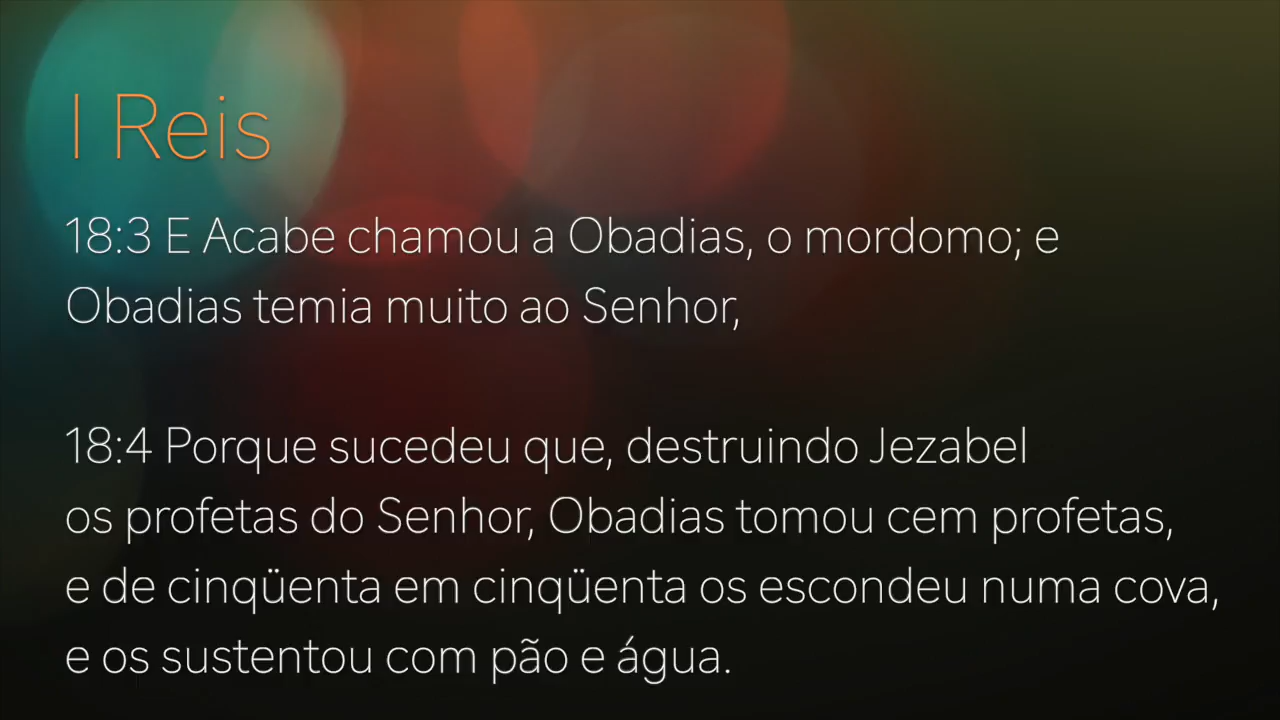 I Reis
18:3 E Acabe chamou a Obadias, o mordomo; e
Obadias temia muito ao Senhor,
18:4 Porque sucedeu que, destruindo Jezabel
os profetas do Senhor, Obadias tomou cem profetas,
e de cinqüenta em cinqüenta os escondeu numa cova,
e os sustentou com pão e água.